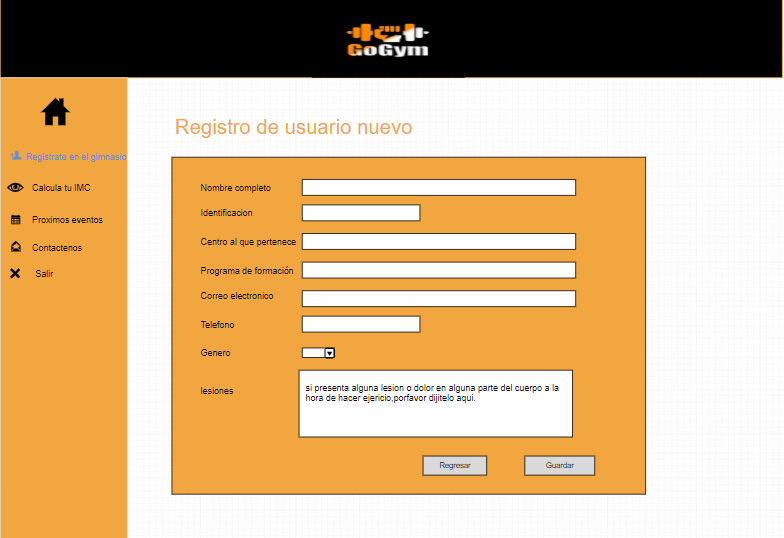 GoGym
Registro de usuario nuevo
Registrate en el gimnasio
Calcula tu IMC
Proximos eventos
Contactenos
Salir
Nombre completo
Identificacion
Centro al que pertenece
Programa de formación
Correo electronico
Telefono
Genero
lesiones
si presenta alguna lesion o dolor en alguna parte del cuerpo a la
hora de hacer ejericio,porfavor dijitelo aqui.
Regresar
Guardar